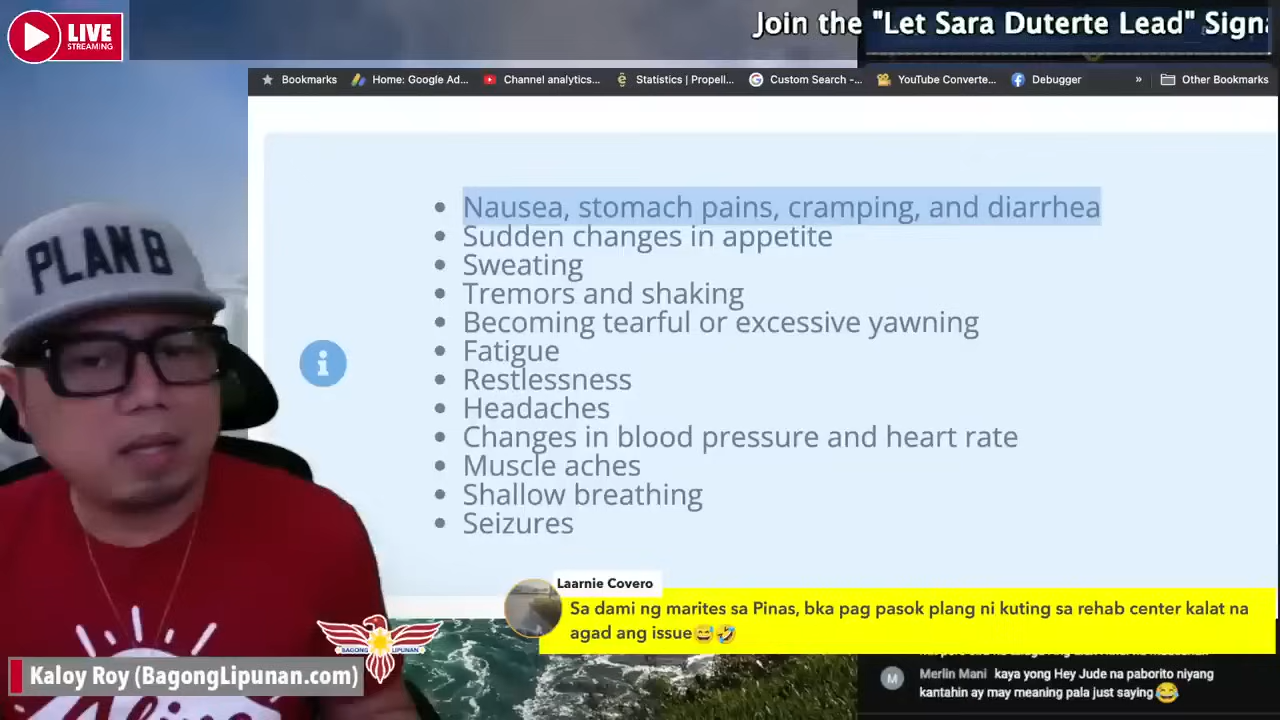 LIVE
STREAMING
Join the "Let Sara Duterte Lead"
Bookmarks
Home: Google Ad...
Channel analytics...
Statistics | Propell...
Custom Search -...
YouTube Converte...
Debugger
»
Other Bookmarks
PLAN B
Nausea, stomach pains, cramping, and diarrhea
Sudden changes in appetite
Sweating
Tremors and shaking
Becoming tearful or excessive yawning
Fatigue
Restlessness
Headaches
Changes in blood pressure and heart rate
Muscle aches
Shallow breathing
Seizures
Laarnie Covero
Sa dami ng marites sa Pinas, bka pag pasok plang ni kuting sa rehab center kalat na
agad ang issue😅🤣
BAGONG LIPUNAN
Kaloy Roy (BagongLipunan.com)
M
Merlin Mani kaya yong Hey Jude na paborito niyang
kantahin ay may meaning pala just saying😂